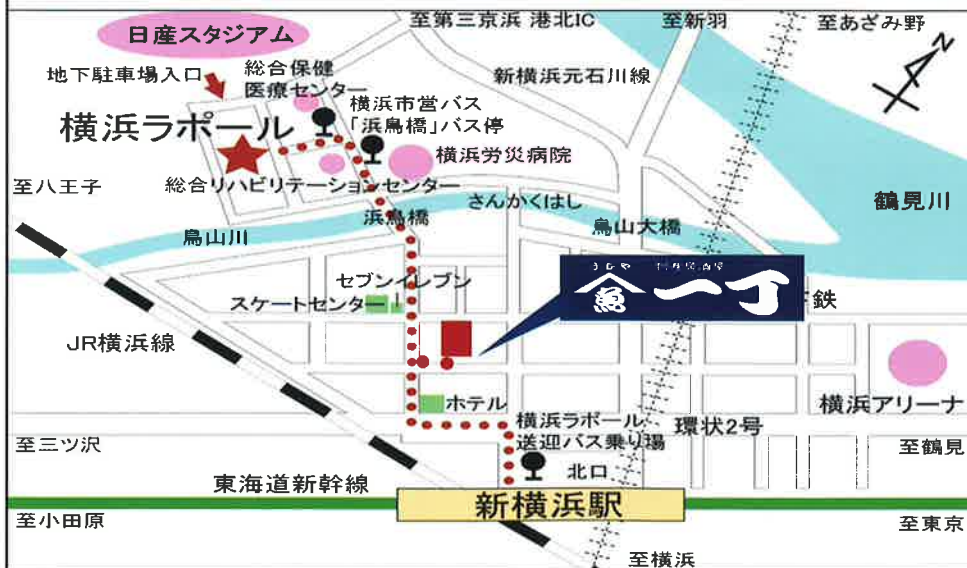 至第三京浜 港北IC
至新羽
至あざみ野
日産スタジアム
地下駐車場入口
総合保健
医療センター
新横浜元石川線
N
横浜市営バス
「浜鳥橋」バス停
横浜ラポール
横浜労災病院
至八王子
総合リハビリテーションセンター
さんかくはし
鶴見川
浜鳥橋
鳥山川
鳥山大橋
セブンイレブン
スケートセンター
うおや
魚 一丁
下鉄
JR横浜線
ホテル
横浜アリーナ
横浜ラポール
送迎バス乗り場
環状2号
至三ツ沢
至鶴見
北口
東海道新幹線
新横浜駅
至小田原
至東京
至横浜